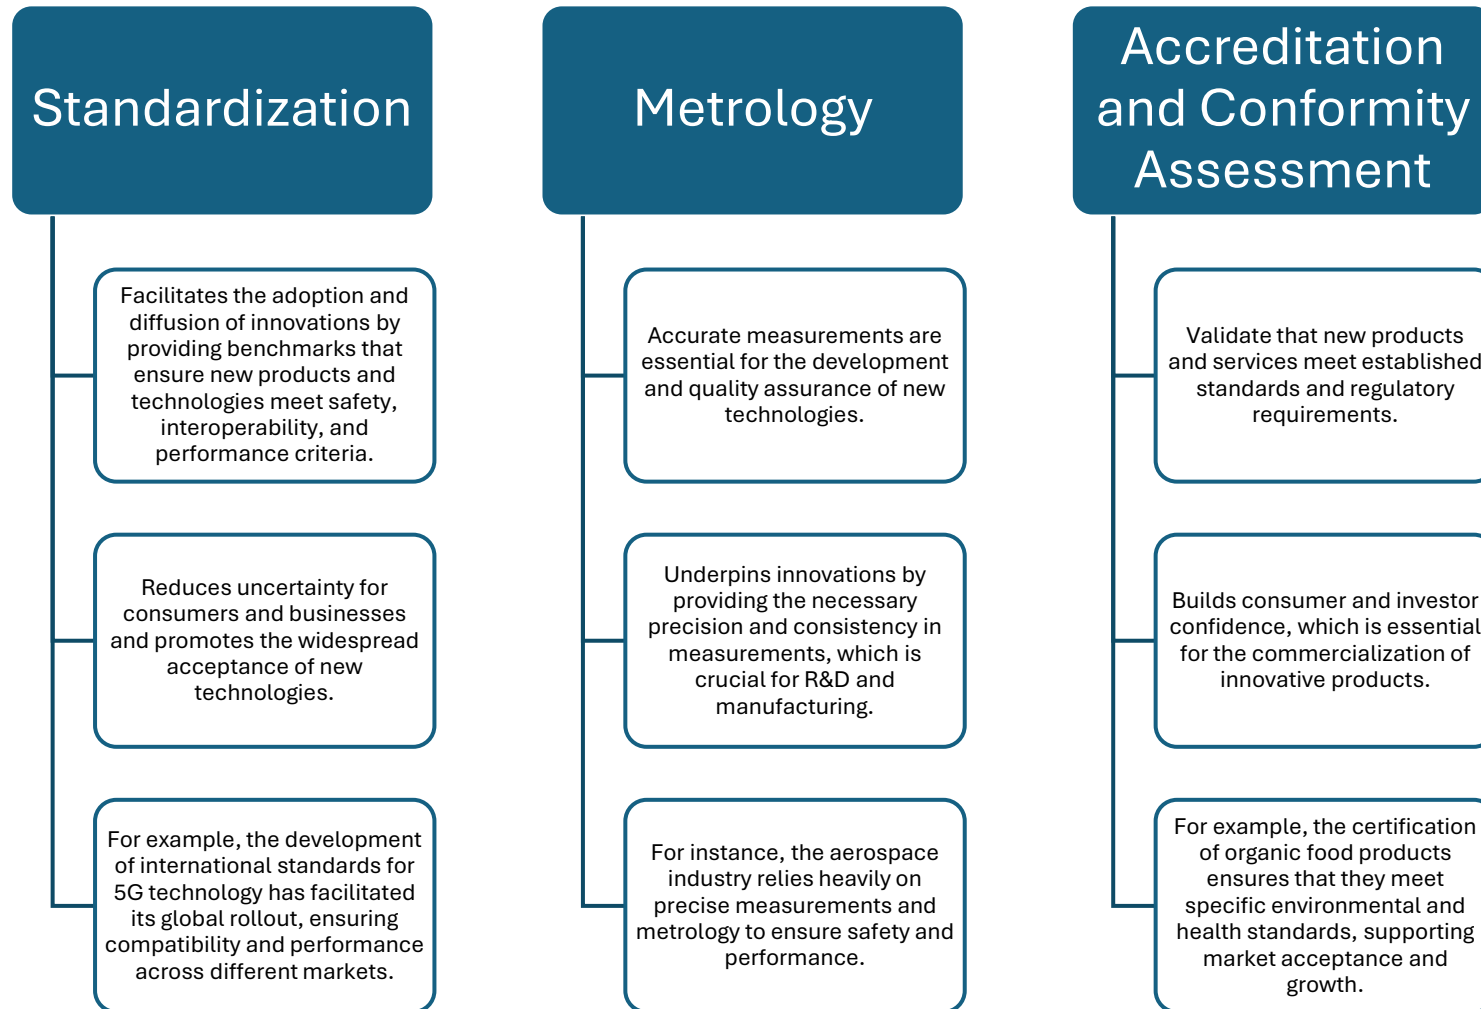 Standardization
Facilitates the adoption and
diffusion of innovations by
providing benchmarks that
ensure new products and
technologies meet safety,
interoperability, and
performance criteria.
Reduces uncertainty for
consumers and businesses
and promotes the widespread
acceptance of new
technologies.
For example, the development
of international standards for
5G technology has facilitated
its global rollout, ensuring
compatibility and performance
across different markets.
Metrology
Accurate measurements are
essential for the development
and quality assurance of new
technologies.
Underpins innovations by
providing the necessary
precision and consistency in
measurements, which is
crucial for R&D and
manufacturing.
For instance, the aerospace
industry relies heavily on
precise measurements and
metrology to ensure safety and
performance.
Accreditation
and Conformity
Assessment
Validate that new products
and services meet established
standards and regulatory
requirements.
Builds consumer and investor
confidence, which is essential
for the commercialization of
innovative products.
For example, the certification
of organic food products
ensures that they meet
specific environmental and
health standards, supporting
market acceptance and
growth.